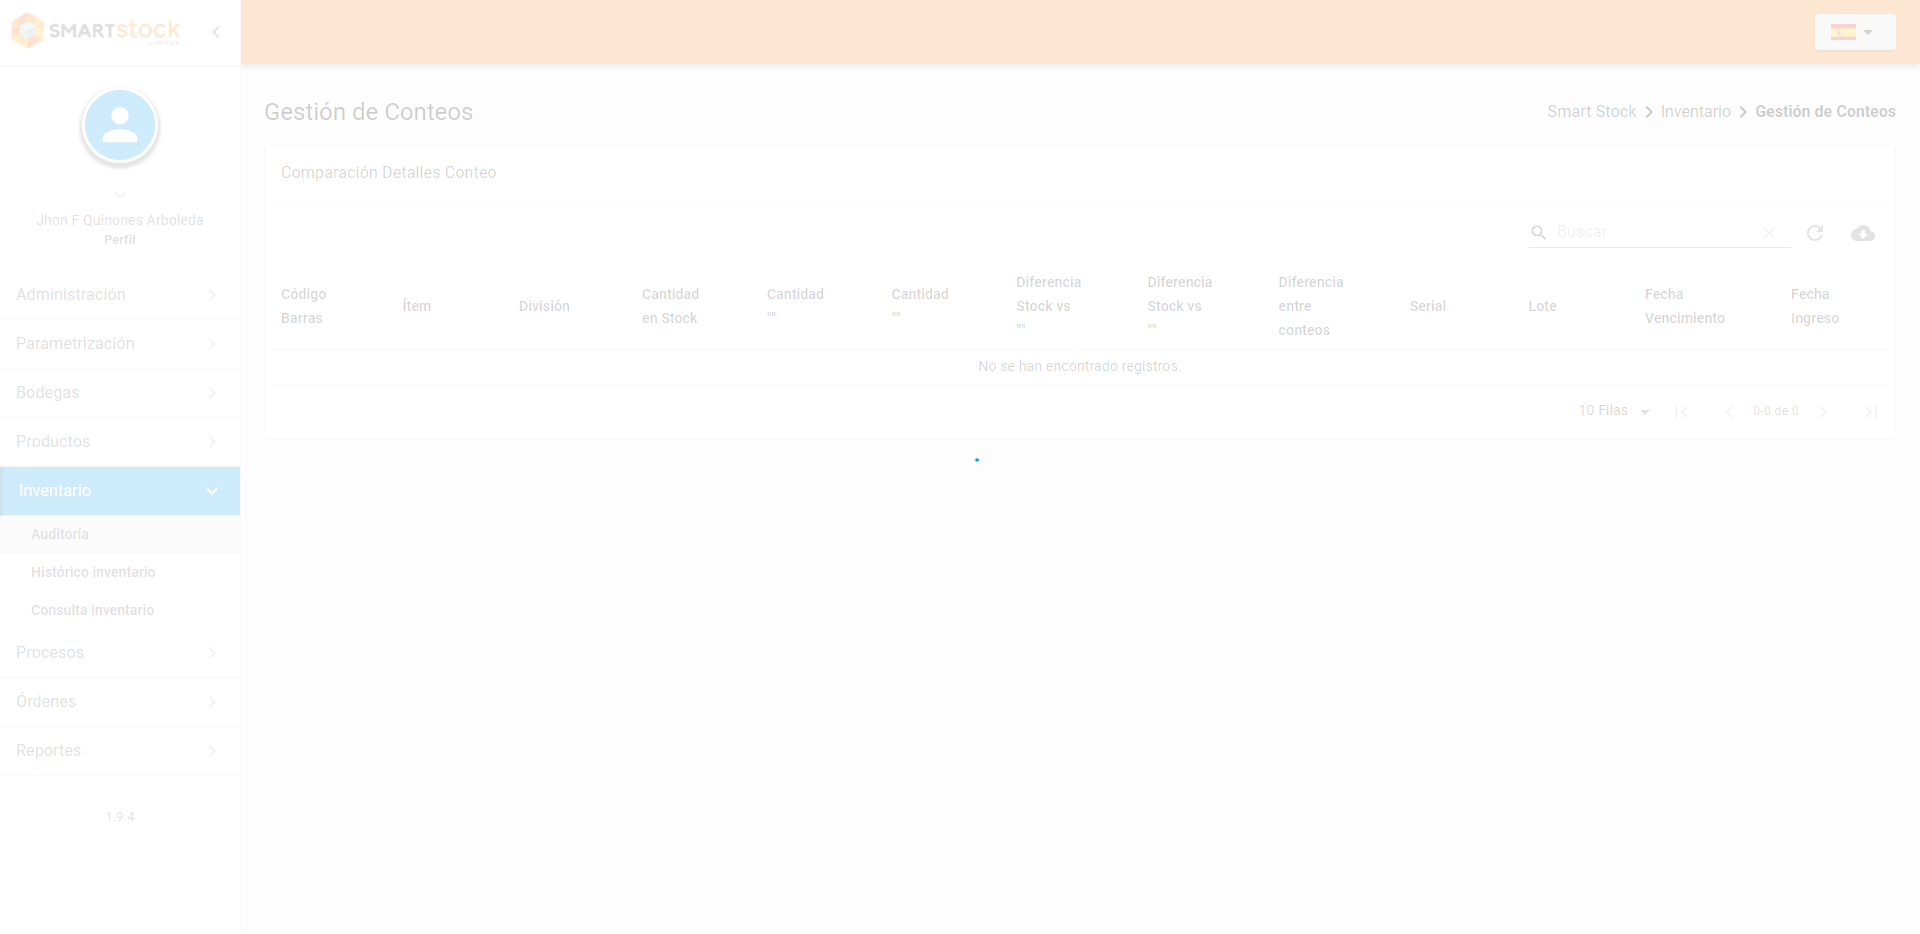 SMARTstock
Jhon F Quinones Arboleda
Perfil
Administración
Parametrización
Bodegas
Productos
Inventario
Auditoría
Histórico inventario
Consulta inventario
Procesos
Órdenes
Reportes
1.9.4
Gestión de Conteos
Smart Stock > Inventario > Gestión de Conteos
Comparación Detalles Conteo
Buscar
Código
Barras
Ítem
División
Cantidad
en Stock
Cantidad
""
Cantidad
""
Diferencia
Stock vs
""
Diferencia
Stock vs
""
Diferencia
entre
conteos
Serial
Lote
Fecha
Vencimiento
Fecha
Ingreso
No se han encontrado registros.
10 Filas
0-0 de 0